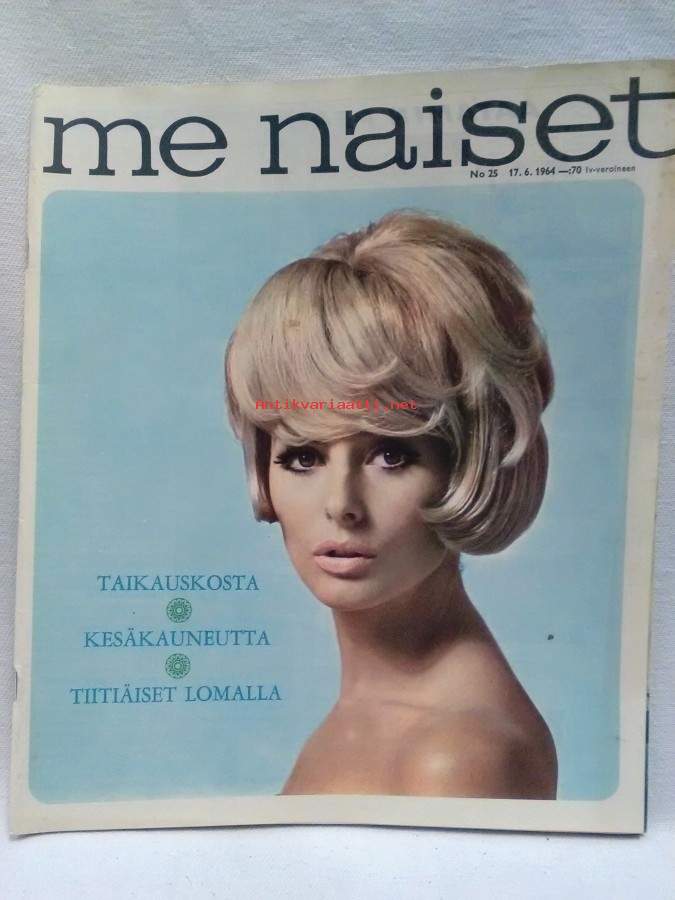 me naiset
No 25 17. 6. 1964 —:70 lv-veroineen
Antikvariaatti.net
TAIKAUSKOSTA
KESÄKAUNEUTTA
TIITIÄISET LOMALLA